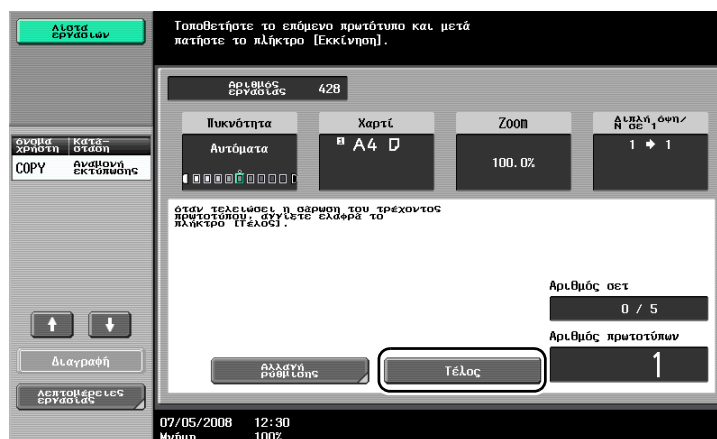 Λίστα
εργασιών
Τοποθετήστε το επόμενο πρωτότυπο και μετά
πατήστε το πλήκτρο [Εκκίνηση].
Αριθμός
εργασίας 428
Πυκνότητα
Χαρτί
Zoom
Διπλή όψη/
N σε 1
Αυτόματα
A4
100.0%
1 → 1
όνομα
χρήστη
Κατά-
σταση
COPY
Αναμονή
εκτύπωσης
όταν τελειώσει η σάρωση του τρέχοντος
πρωτοτύπου, αγγίξτε ελαφρά το
πλήκτρο [Τέλος].
Αριθμός σετ
0 / 5
Αριθμός πρωτοτύπων
1
Αλλαγή
ρύθμισης
Τέλος
Διαγραφή
Λεπτομέρειες
εργασίας
07/05/2008 12:30
Μνήμη 100%